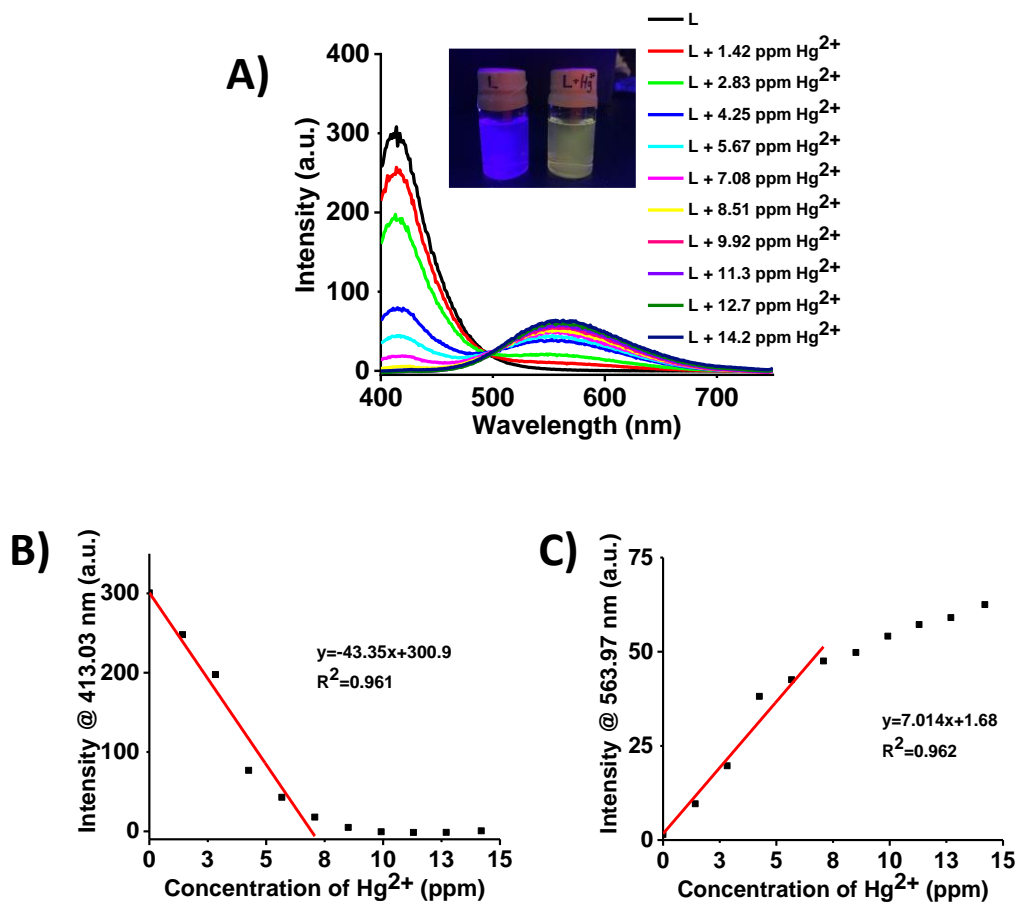 A)
Intensity (a.u.)
400
300
200
100
0
400 500 600 700
Wavelength (nm)
L L+Hg²⁺
L
L + 1.42 ppm Hg2+
L + 2.83 ppm Hg2+
L + 4.25 ppm Hg2+
L + 5.67 ppm Hg2+
L + 7.08 ppm Hg2+
L + 8.51 ppm Hg2+
L + 9.92 ppm Hg2+
L + 11.3 ppm Hg2+
L + 12.7 ppm Hg2+
L + 14.2 ppm Hg2+
B)
Intensity @ 413.03 nm (a.u.)
300
200
100
0
y=-43.35x+300.9
R2=0.961
0 3 5 8 10 13 15
Concentration of Hg2+ (ppm)
C)
Intensity @ 563.97 nm (a.u.)
75
50
25
0
y=7.014x+1.68
R2=0.962
0 3 5 8 10 13 15
Concentration of Hg2+ (ppm)